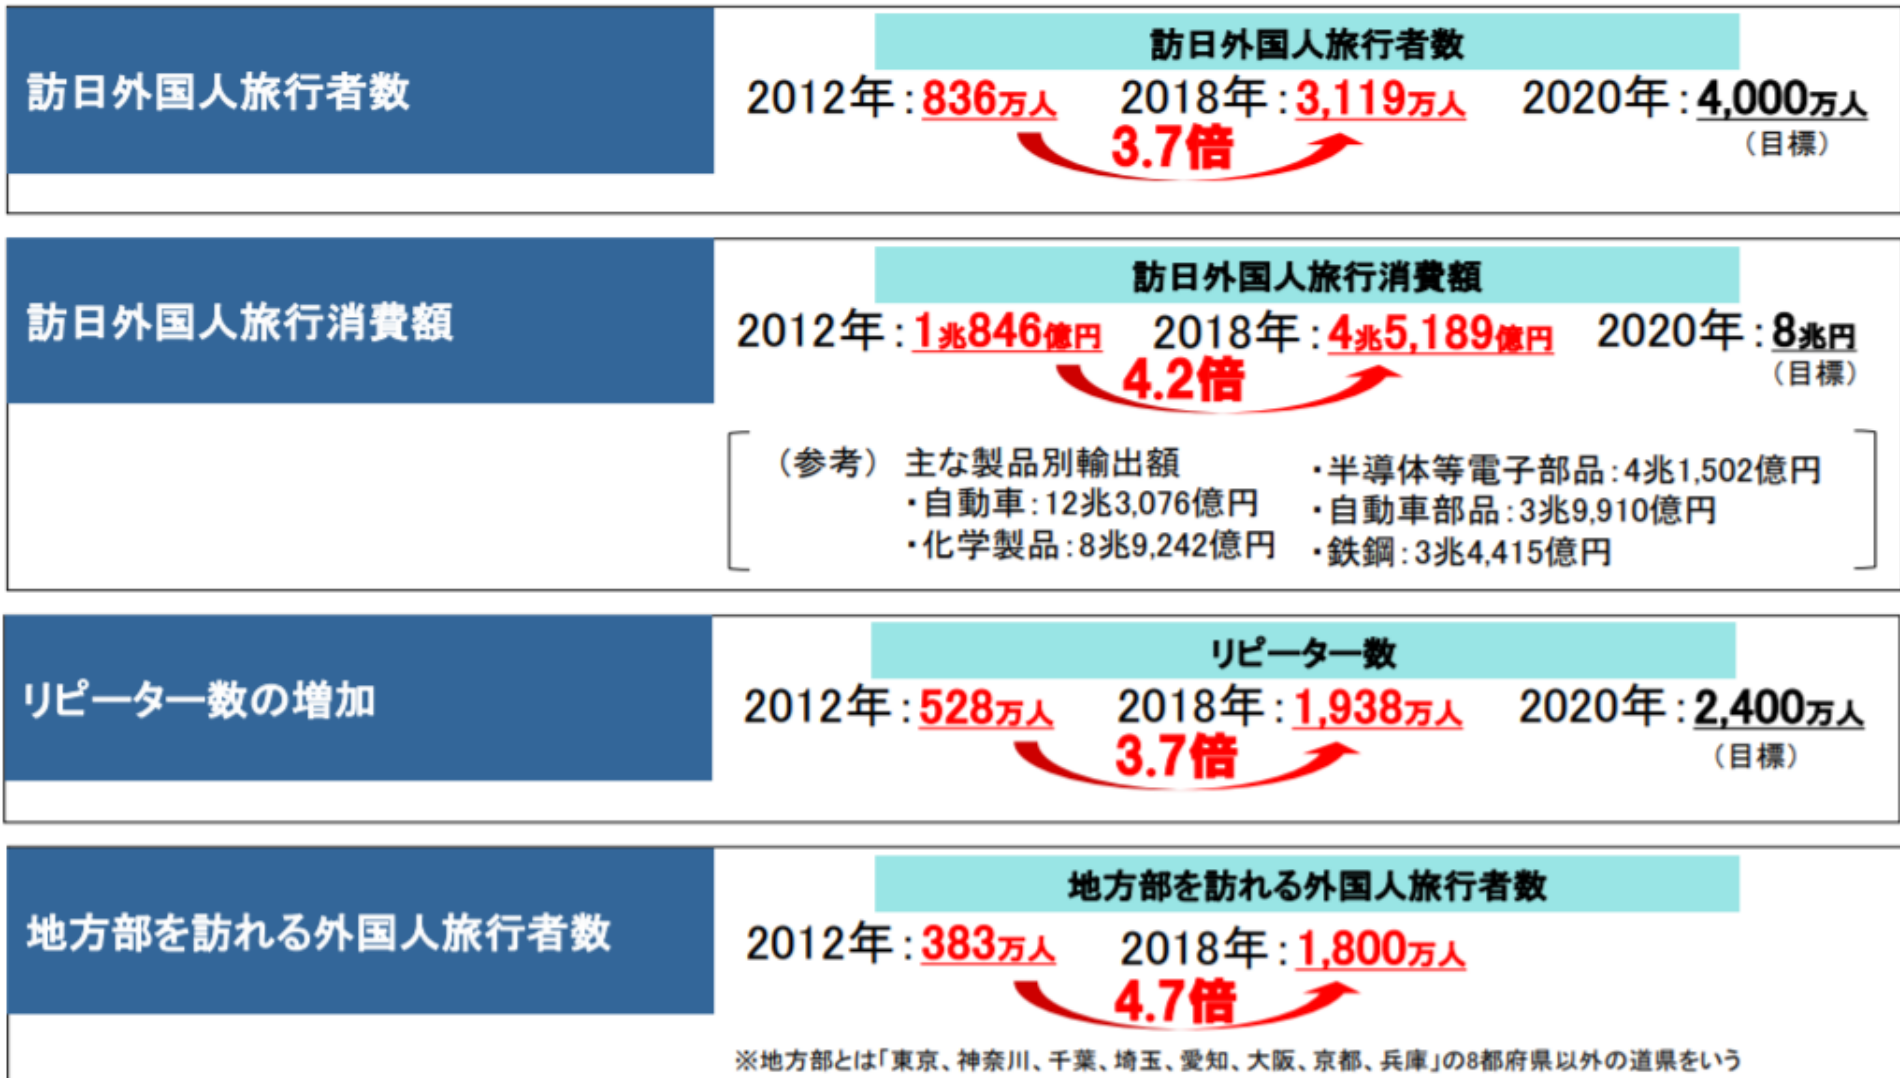 訪日外国人旅行者数
訪日外国人旅行者数
2012年：836万人 2018年：3,119万人 2020年：4,000万人
3.7倍
（目標）
訪日外国人旅行消費額
訪日外国人旅行消費額
2012年：1兆846億円 2018年：4兆5,189億円 2020年：8兆円
4.2倍
（目標）
（参考） 主な製品別輸出額
・自動車：12兆3,076億円
・化学製品：8兆9,242億円
・半導体等電子部品：4兆1,502億円
・自動車部品：3兆9,910億円
・鉄鋼：3兆4,415億円
リピーター数の増加
リピーター数
2012年：528万人 2018年：1,938万人 2020年：2,400万人
3.7倍
（目標）
地方部を訪れる外国人旅行者数
地方部を訪れる外国人旅行者数
2012年：383万人 2018年：1,800万人
4.7倍
※地方部とは「東京、神奈川、千葉、埼玉、愛知、大阪、京都、兵庫」の8都府県以外の道県をいう